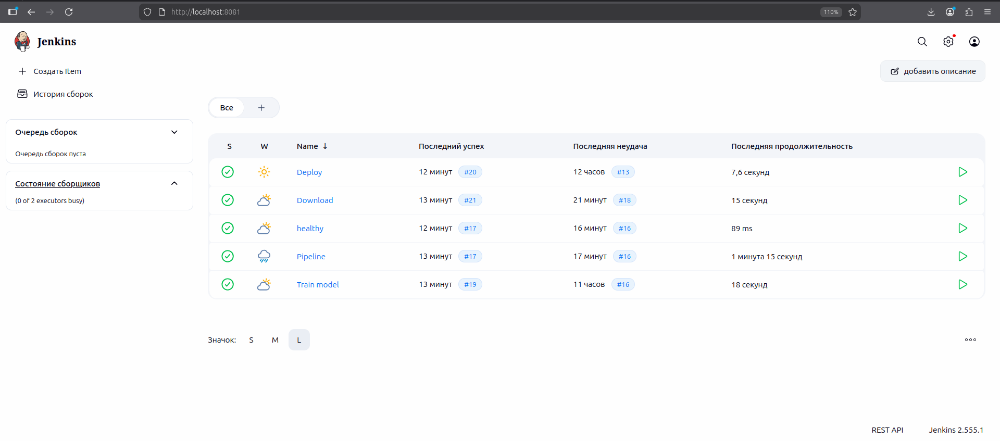 http://localhost:8081
110%
Jenkins
Создать Item
добавить описание
История сборок
Все
Очередь сборок
Очередь сборок пуста
Состояние сборщиков
(0 of 2 executors busy)
S W Name ↓ Последний успех Последняя неудача Последняя продолжительность
Deploy 12 минут #20 12 часов #13 7,6 секунд
Download 13 минут #21 21 минут #18 15 секунд
healthy 12 минут #17 16 минут #16 89 ms
Pipeline 13 минут #17 17 минут #16 1 минута 15 секунд
Train model 13 минут #19 11 часов #16 18 секунд
Значок: S M L
REST API Jenkins 2.555.1